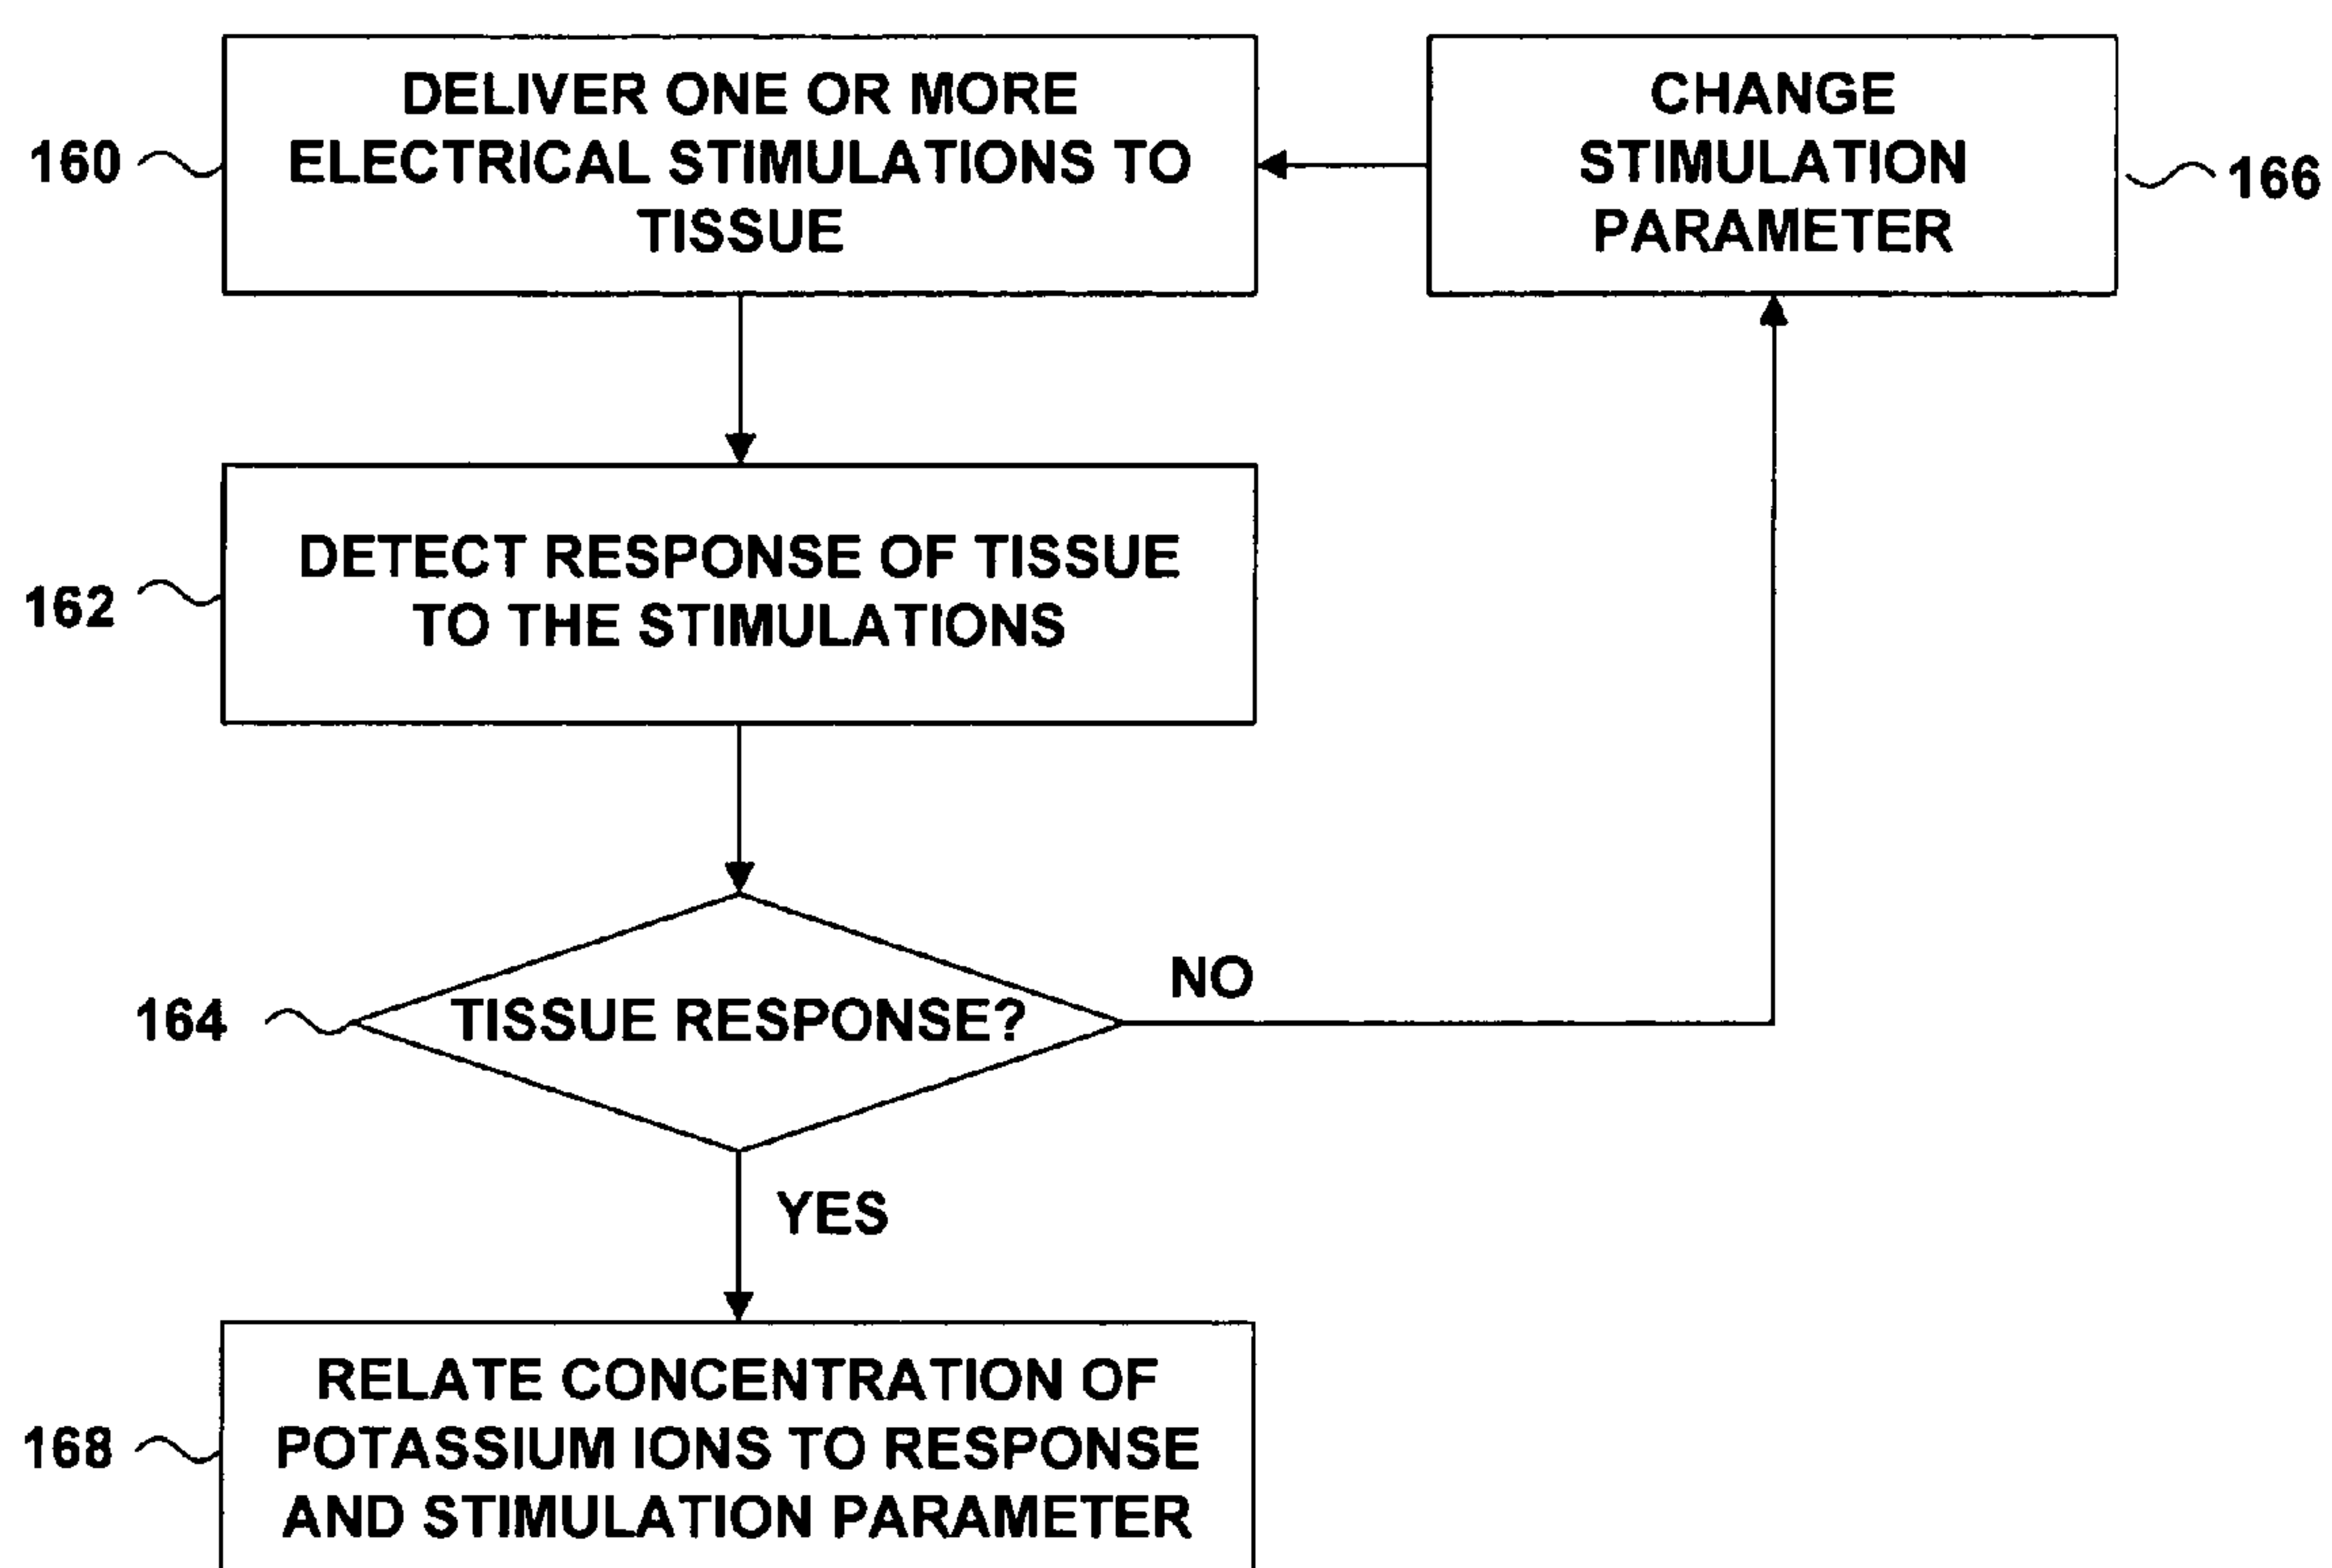 160
DELIVER ONE OR MORE
ELECTRICAL STIMULATIONS TO
TISSUE
CHANGE
STIMULATION
PARAMETER
166
162
DETECT RESPONSE OF TISSUE
TO THE STIMULATIONS
164
TISSUE RESPONSE?
NO
YES
168
RELATE CONCENTRATION OF
POTASSIUM IONS TO RESPONSE
AND STIMULATION PARAMETER